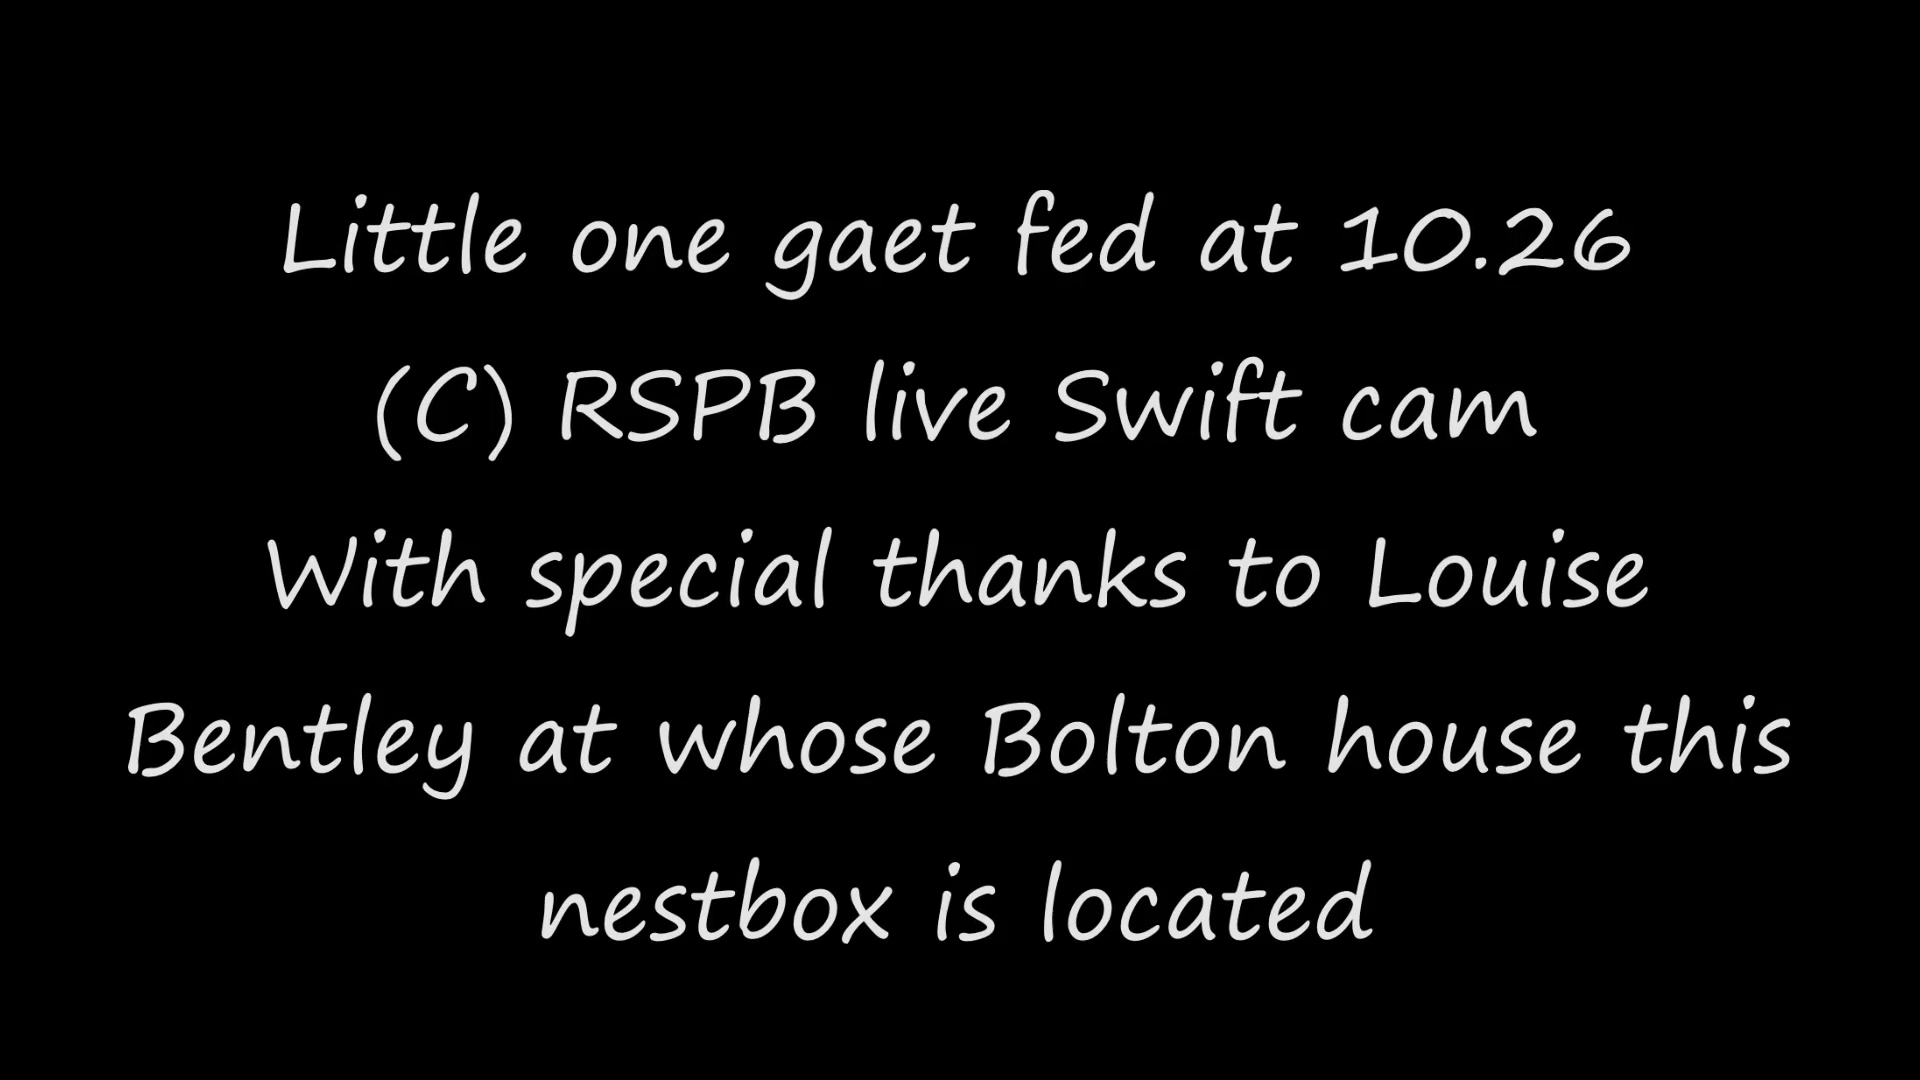 Little one gaet fed at 10.26
(C) RSPB live Swift cam
With special thanks to Louise
Bentley at whose Bolton house this
nestbox is located